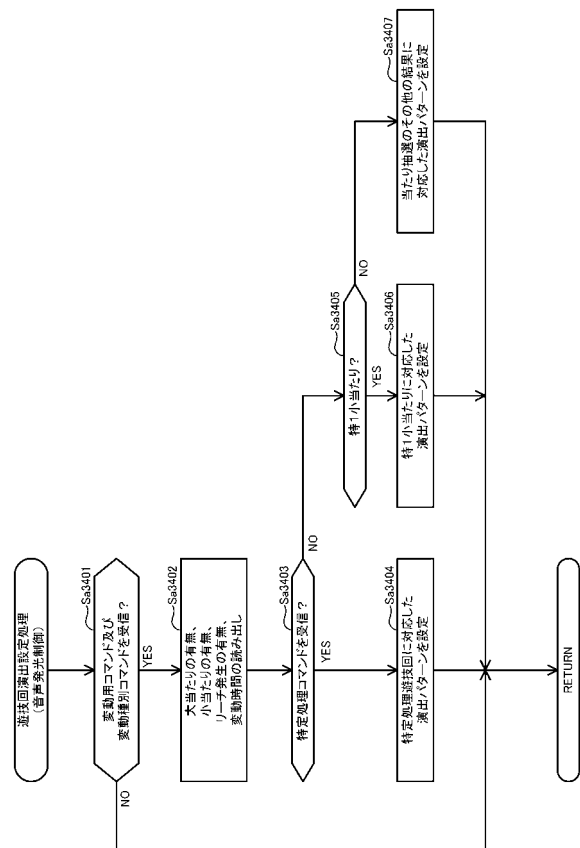 遊技回演出設定処理
(音声発光制御)
Sa3401
変動用コマンド及び
変動種別コマンドを受信？
NO
YES
Sa3402
大当たりの有無、
小当たりの有無、
リーチ発生の有無、
変動時間の読み出し
Sa3403
特定処理コマンドを受信？
NO
YES
Sa3404
特定処理遊技回に対応した
演出パターンを設定
Sa3405
特1小当たり？
NO
YES
Sa3406
特1小当たりに対応した
演出パターンを設定
Sa3407
当たり抽選のその他の結果に
対応した演出パターンを設定
RETURN